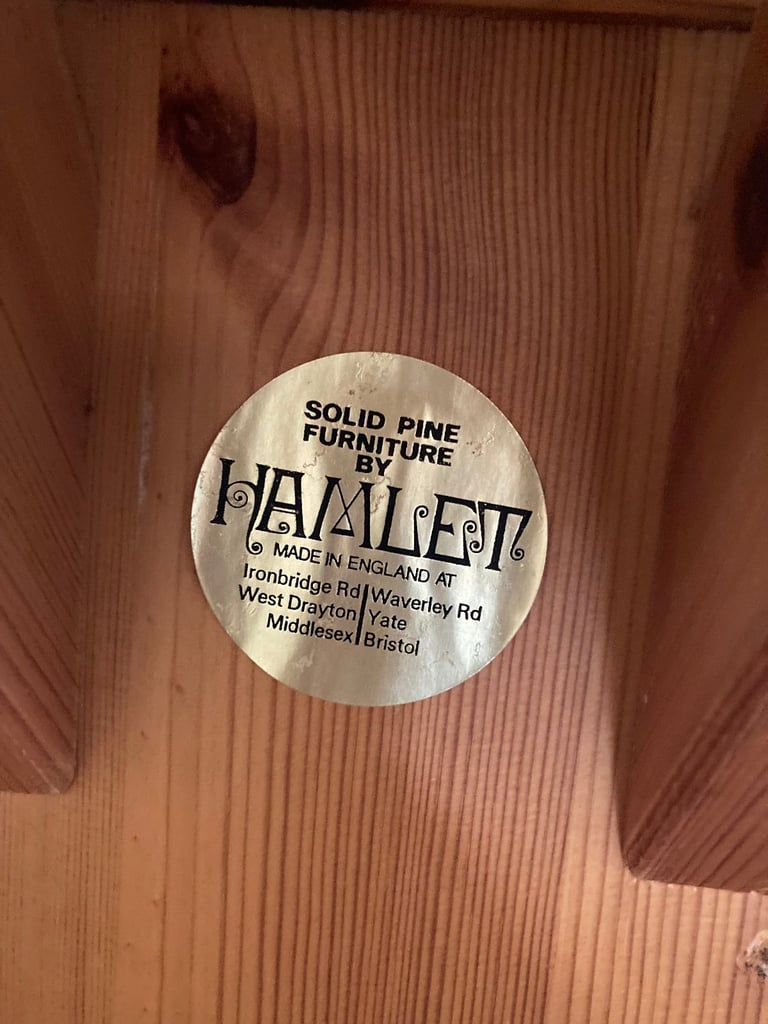 SOLID PINE
FURNITURE
BY
HAMLET
MADE IN ENGLAND AT
Ironbridge Rd | Waverley Rd
West Drayton | Yate
Middlesex | Bristol